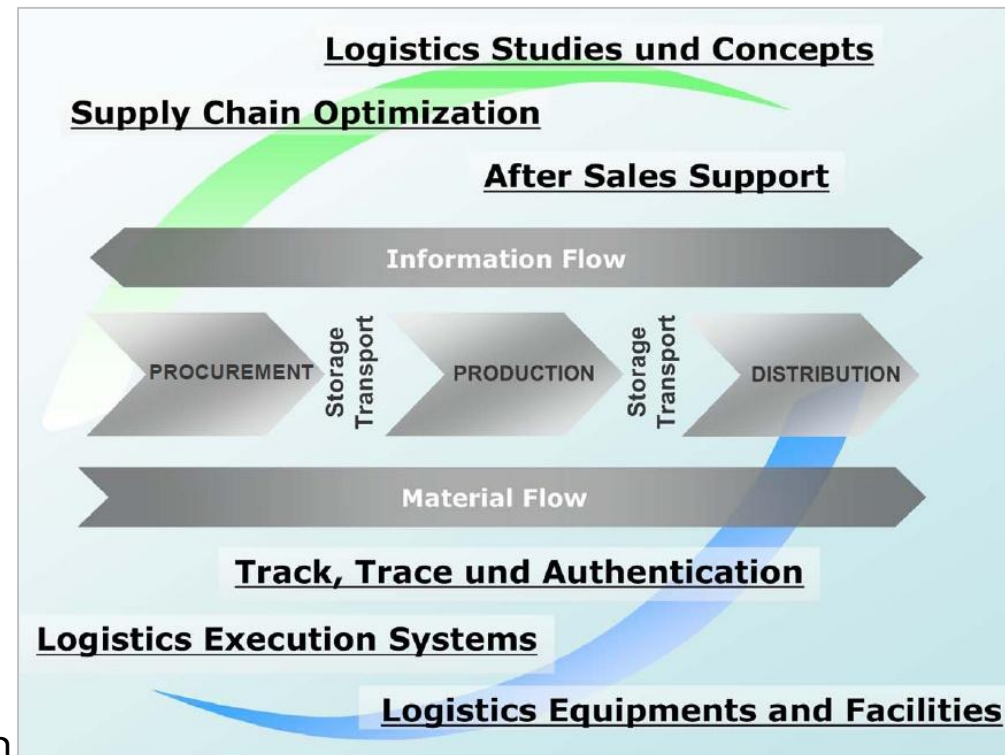 Logistics Studies und Concepts
Supply Chain Optimization
After Sales Support
Information Flow
PROCUREMENT
Storage
Transport
PRODUCTION
Storage
Transport
DISTRIBUTION
Material Flow
Track, Trace und Authentication
Logistics Execution Systems
Logistics Equipments and Facilities
n